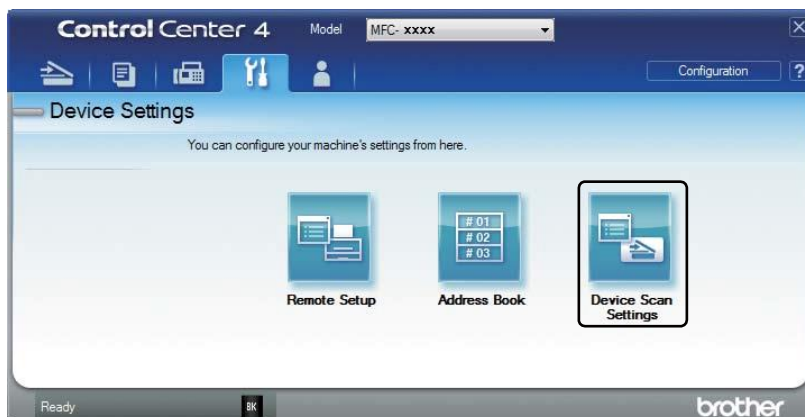 Control Center 4
Model
MFC- xxxx
Configuration
?
Device Settings
You can configure your machine's settings from here.
# 01
# 02
# 03
Remote Setup
Address Book
Device Scan
Settings
Ready
BK
brother